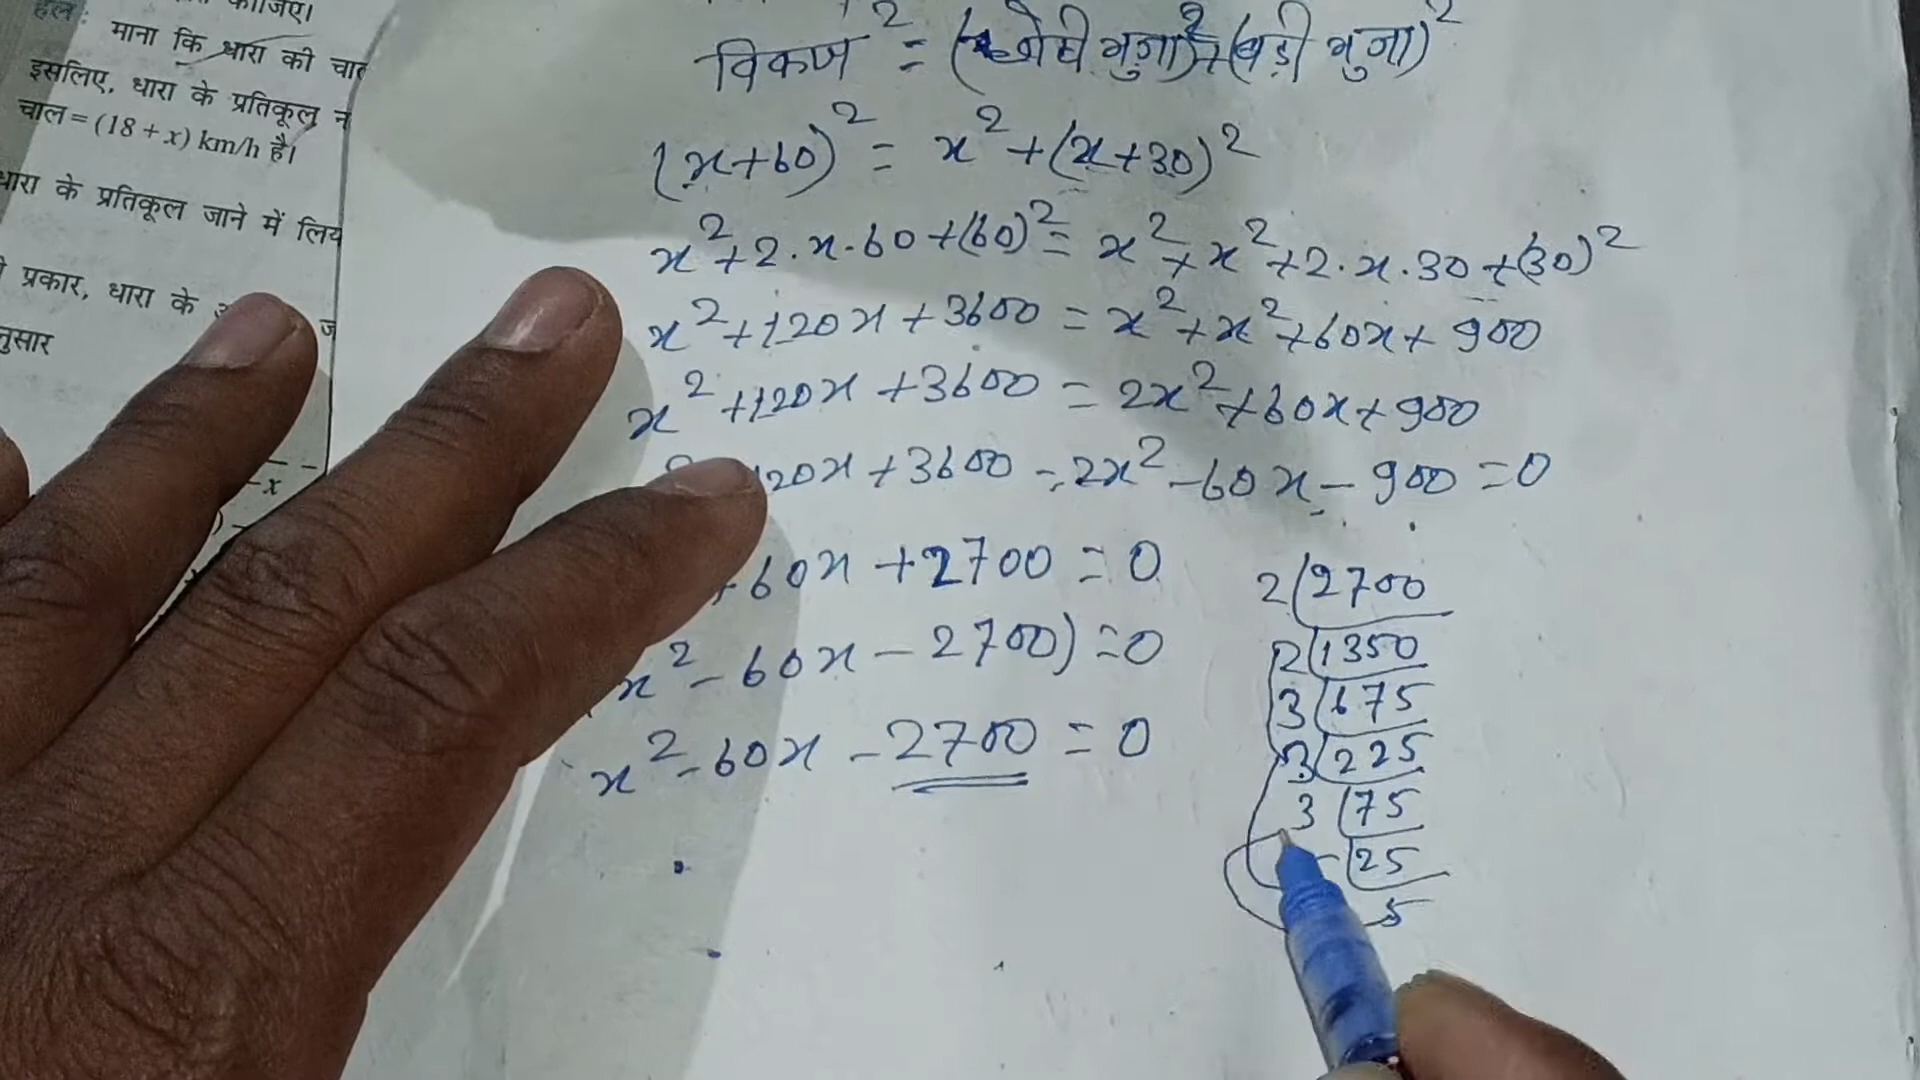 कीजिए।
हल :
माना कि धारा की चाल
इसलिए, धारा के प्रतिकूल
चाल = (18 + x) km/h है।
धारा के प्रतिकूल जाने में लिय
प्रकार, धारा के
नुसार
x
विकर्ण² = (छोटी भुजा)² + (बड़ी भुजा)²
(x+60)² = x² + (x+30)²
x² + 2·x·60 + (60)² = x² + x² + 2·x·30 + (30)²
x² + 120x + 3600 = x² + x² + 60x + 900
x² + 120x + 3600 = 2x² + 60x + 900
120x + 3600 - 2x² - 60x - 900 = 0
+60x + 2700 = 0
x² - 60x - 2700) = 0
x² - 60x - 2700 = 0
2 2700
2 1350
3 675
3 225
3 75
25
5